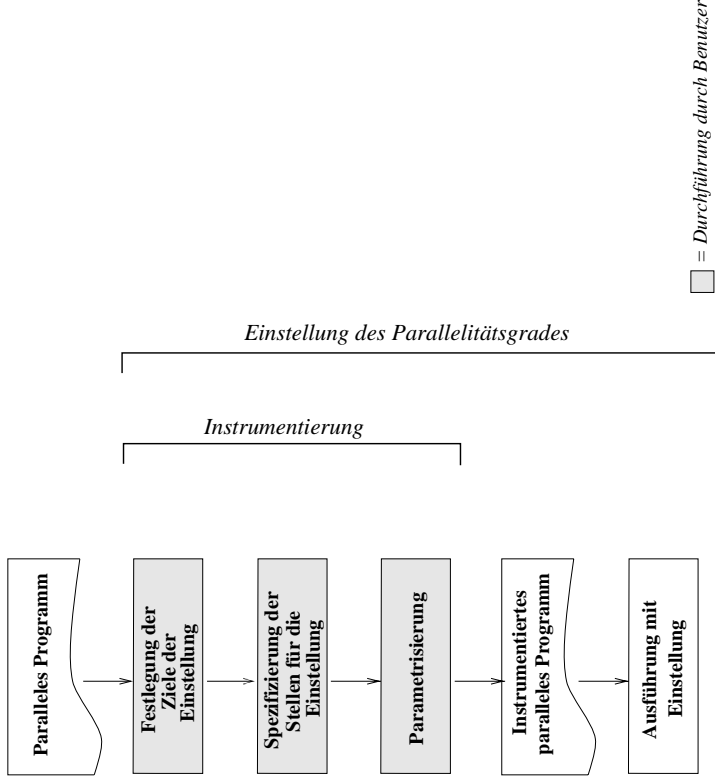 Paralleles Programm
Festlegung der
Ziele der
Einstellung
Spezifizierung der
Stellen für die
Einstellung
Parametrisierung
Instrumentiertes
paralleles Programm
Ausführung mit
Einstellung
Instrumentierung
Einstellung des Parallelitätsgrades
= Durchführung durch Benutzer